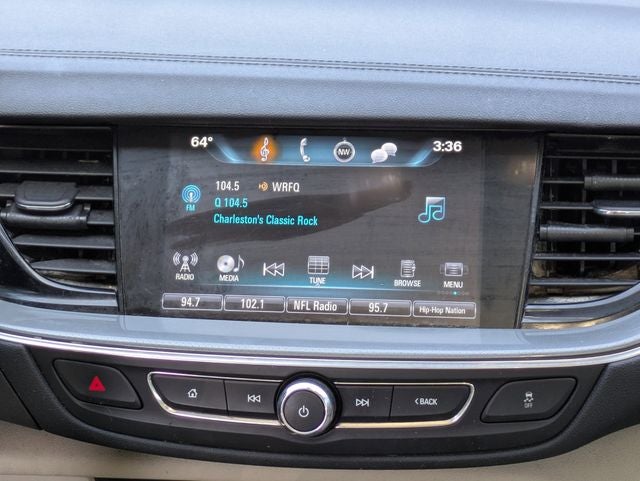 64° NW 3:36
104.5 WRFQ
FM Q 104.5
Charleston's Classic Rock
RADIO MEDIA TUNE BROWSE MENU
94.7 102.1 NFL Radio 95.7 Hip-Hop Nation
< BACK OFF